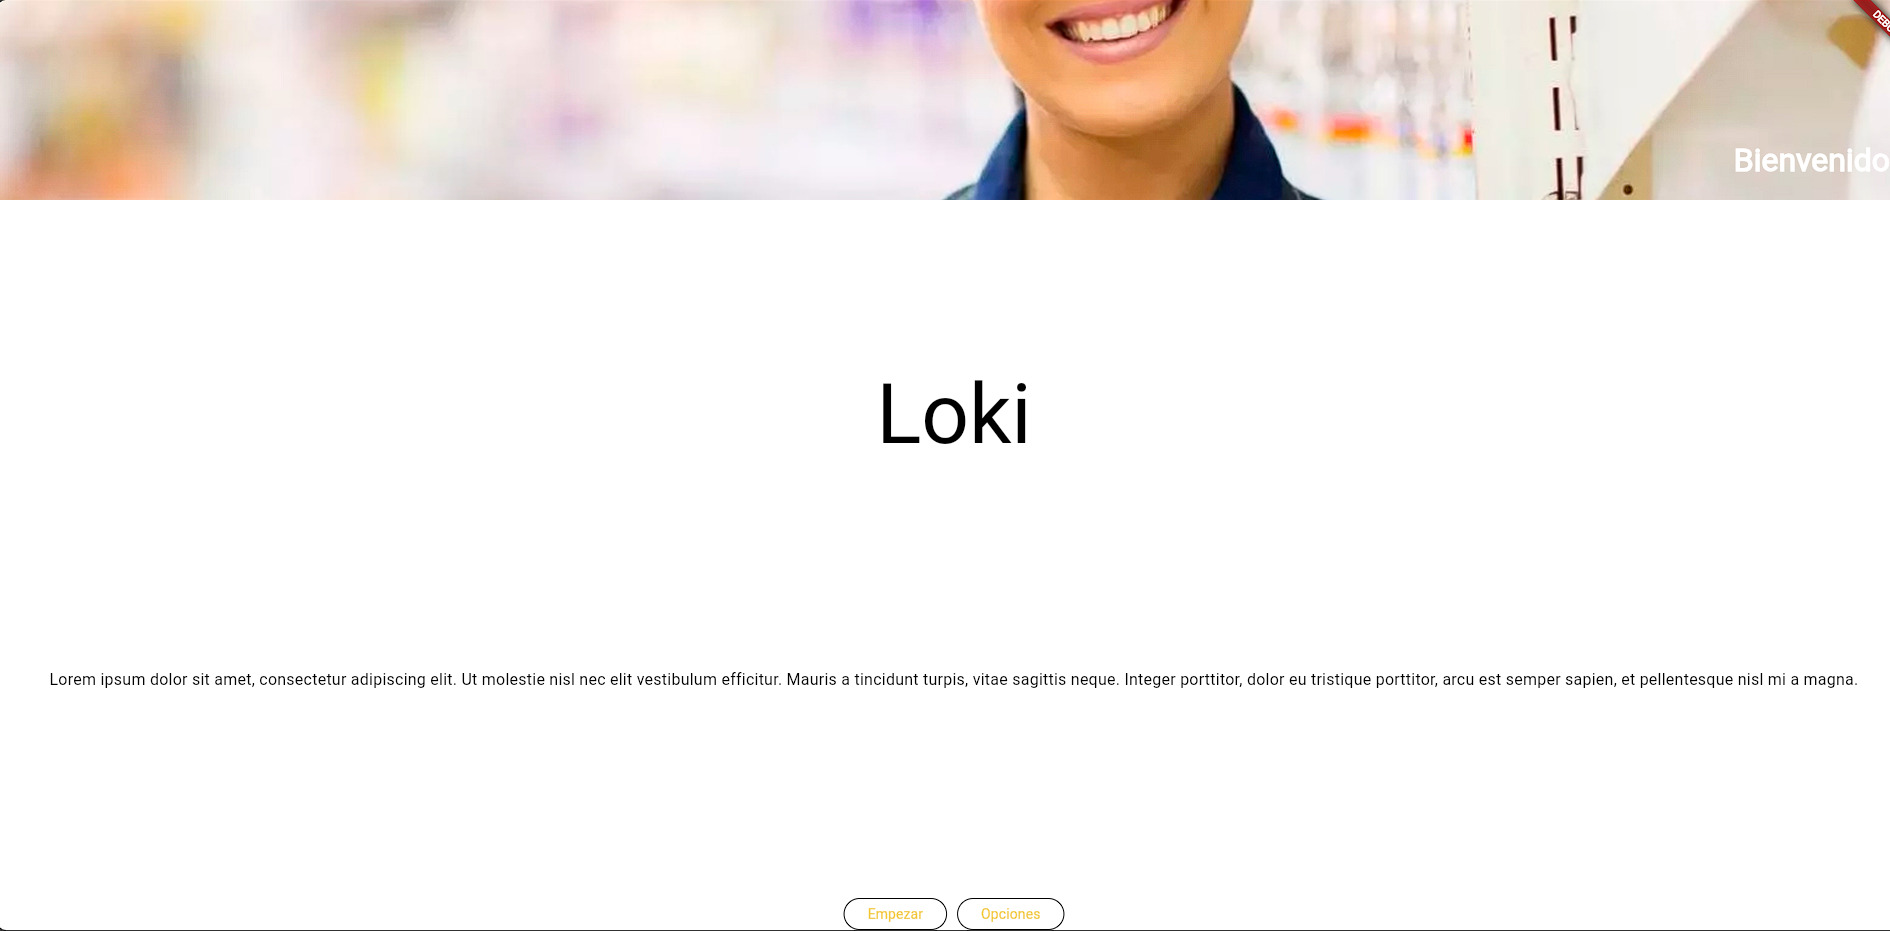 Bienvenido
Loki
Lorem ipsum dolor sit amet, consectetur adipiscing elit. Ut molestie nisl nec elit vestibulum efficitur. Mauris a tincidunt turpis, vitae sagittis neque. Integer porttitor, dolor eu tristique porttitor, arcu est semper sapien, et pellentesque nisl mi a magna.
Empezar Opciones